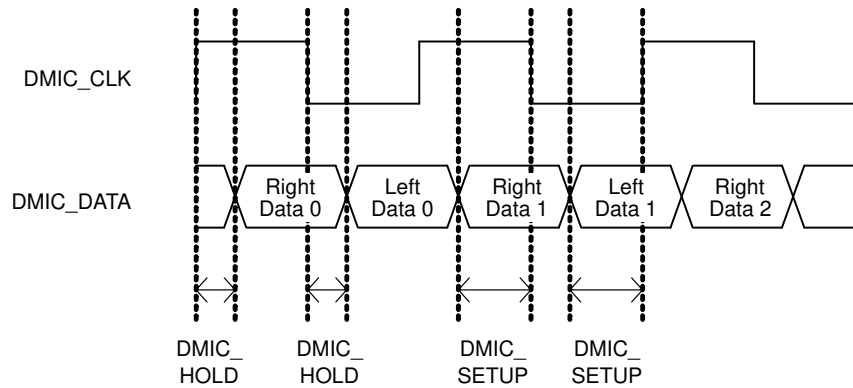 DMIC_CLK
DMIC_DATA
Right
Data 0
Left
Data 0
Right
Data 1
Left
Data 1
Right
Data 2
DMIC_
HOLD
DMIC_
HOLD
DMIC_
SETUP
DMIC_
SETUP